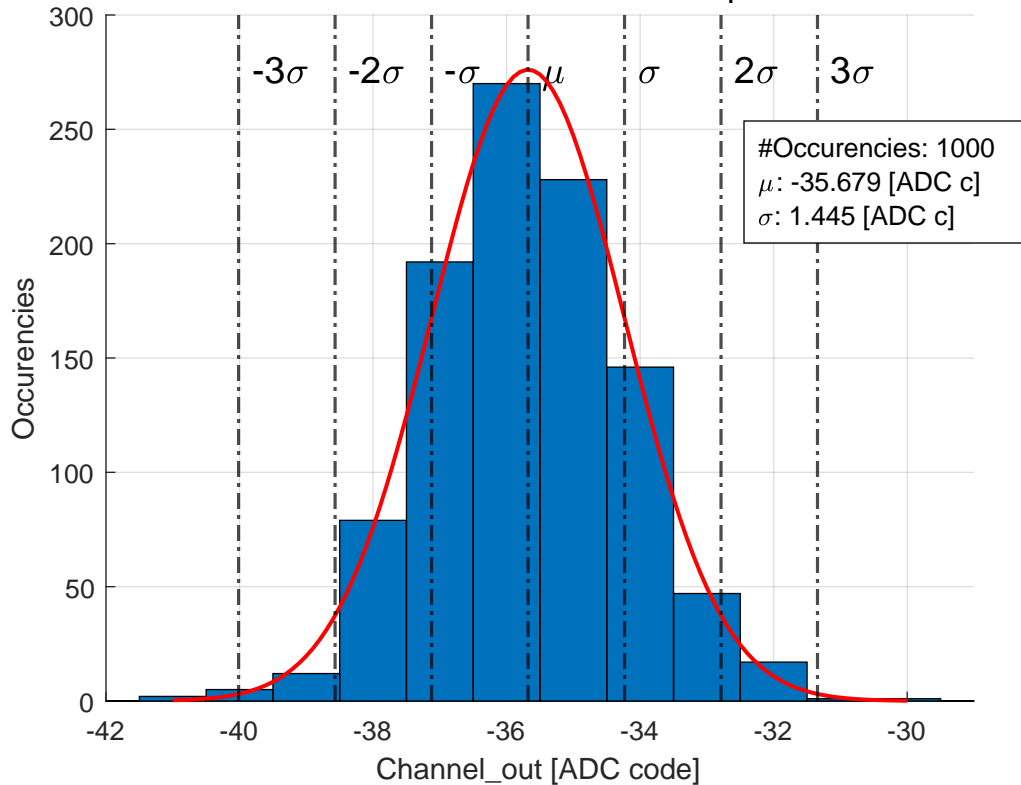 300
250
200
150
100
50
0
Occurencies
-3σ -2σ -σ μ σ 2σ 3σ
#Occurencies: 1000
μ: -35.679 [ADC c]
σ: 1.445 [ADC c]
-42 -40 -38 -36 -34 -32 -30
Channel_out [ADC code]